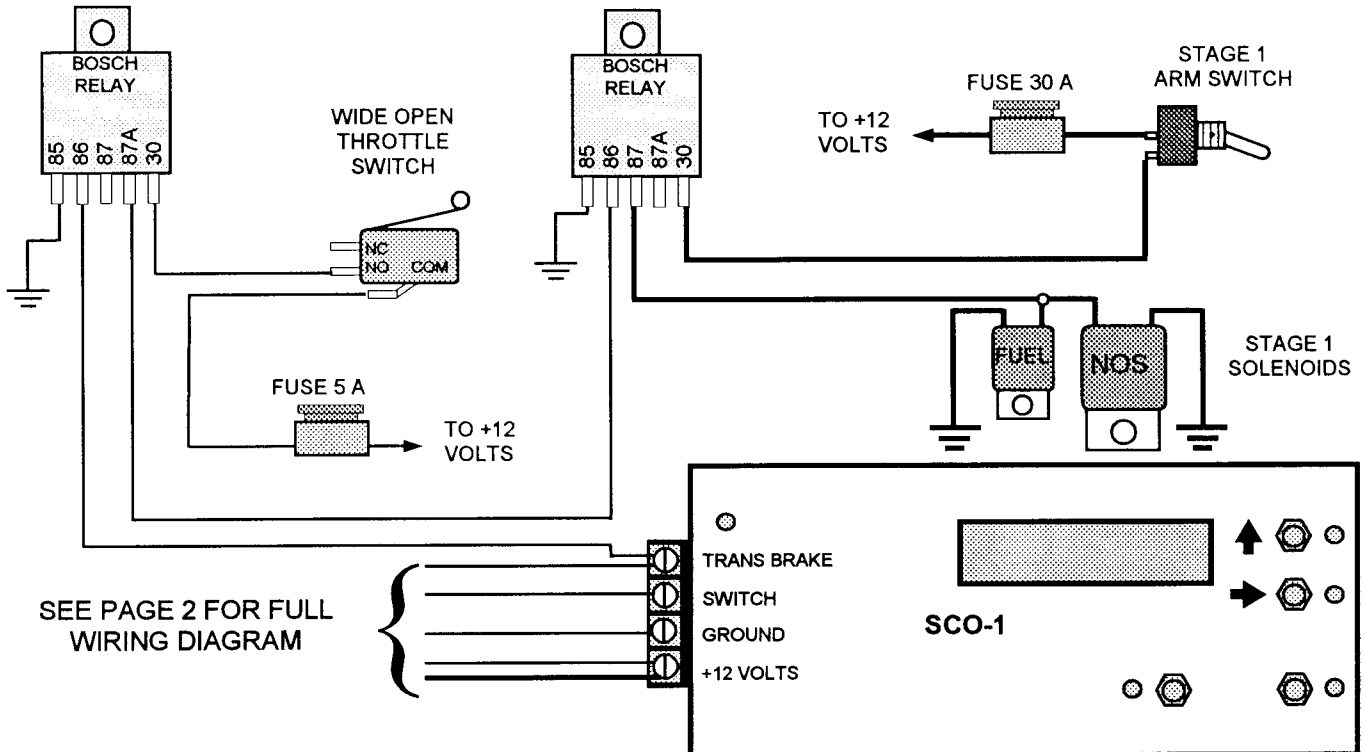 BOSCH
RELAY
85 86 87 87A 30
WIDE OPEN
THROTTLE
SWITCH
NC
NO COM
FUSE 5 A
TO +12
VOLTS
BOSCH
RELAY
85 86 87 87A 30
TO +12
VOLTS
FUSE 30 A
STAGE 1
ARM SWITCH
FUEL
NOS
STAGE 1
SOLENOIDS
SEE PAGE 2 FOR FULL
WIRING DIAGRAM
TRANS BRAKE
SWITCH
GROUND
+12 VOLTS
SCO-1